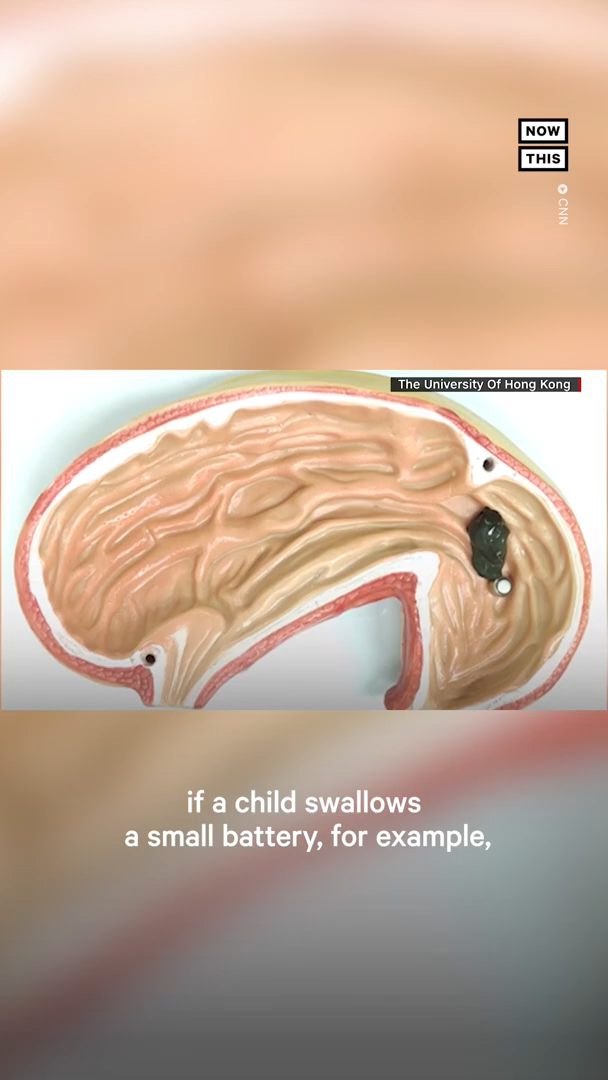 NOW
THIS
CNN
The University Of Hong Kong
if a child swallows
a small battery, for example,